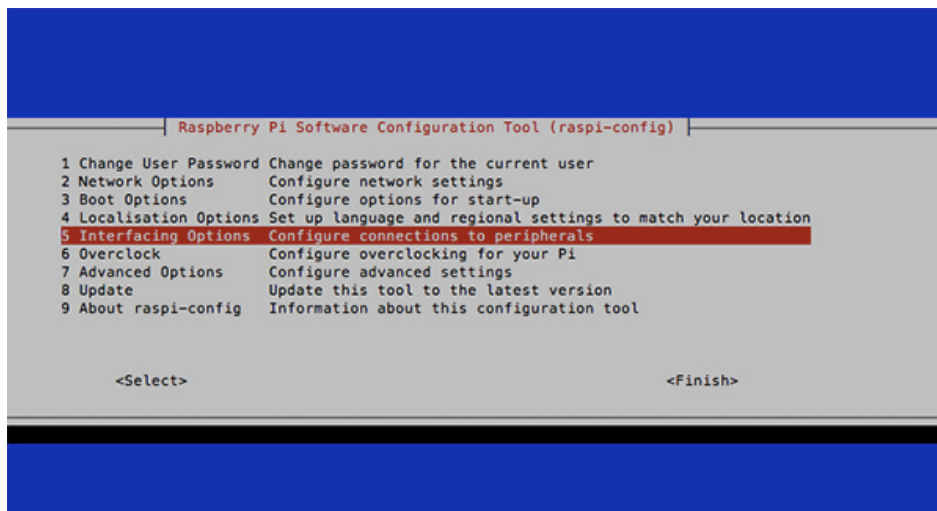 Raspberry Pi Software Configuration Tool (raspi-config)
1 Change User Password Change password for the current user
2 Network Options Configure network settings
3 Boot Options Configure options for start-up
4 Localisation Options Set up language and regional settings to match your location
5 Interfacing Options Configure connections to peripherals
6 Overclock Configure overclocking for your Pi
7 Advanced Options Configure advanced settings
8 Update Update this tool to the latest version
9 About raspi-config Information about this configuration tool
<Select> <Finish>